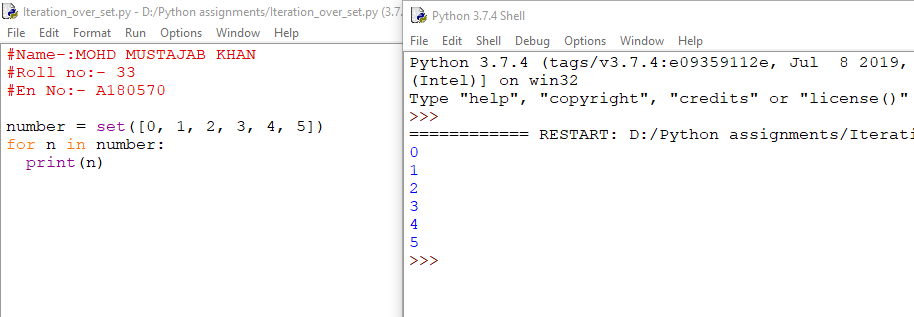 Iteration_over_set.py - D:/Python assignments/Iteration_over_set.py (3.7.
File Edit Format Run Options Window Help
#Name-:MOHD MUSTAJAB KHAN
#Roll no:- 33
#En No:- A180570
number = set([0, 1, 2, 3, 4, 5])
for n in number:
  print(n)
Python 3.7.4 Shell
File Edit Shell Debug Options Window Help
Python 3.7.4 (tags/v3.7.4:e09359112e, Jul  8 2019,
(Intel)] on win32
Type "help", "copyright", "credits" or "license()"
>>>
============ RESTART: D:/Python assignments/Iterati
0
1
2
3
4
5
>>>